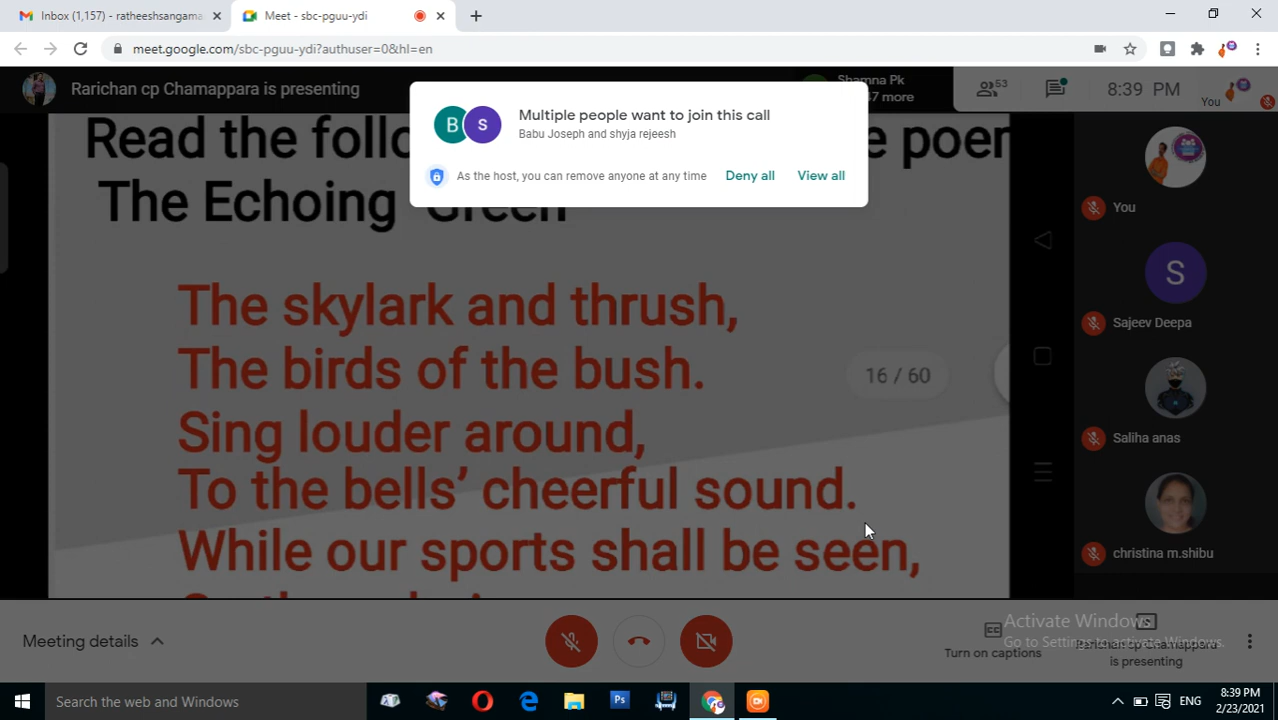 Inbox (1,157) - ratheeshsangama
Meet - sbc-pguu-ydi
meet.google.com/sbc-pguu-ydi?authuser=0&hl=en
Rarichan cp Chamappara is presenting
Shamna Pk
47 more
53
8:39 PM
You
B S
Multiple people want to join this call
Babu Joseph and shyja rejeesh
As the host, you can remove anyone at any time
Deny all
View all
Read the follo
e poem
The Echoing Green
The skylark and thrush,
The birds of the bush.
Sing louder around,
To the bells’ cheerful sound.
While our sports shall be seen,
16 / 60
You
S
Sajeev Deepa
Saliha anas
christina m.shibu
Meeting details
Turn on captions
Activate Windows
Go to Settings to activate Windows.
Rarichan cp Chamappara
is presenting
Search the web and Windows
Ps
ENG
8:39 PM
2/23/2021